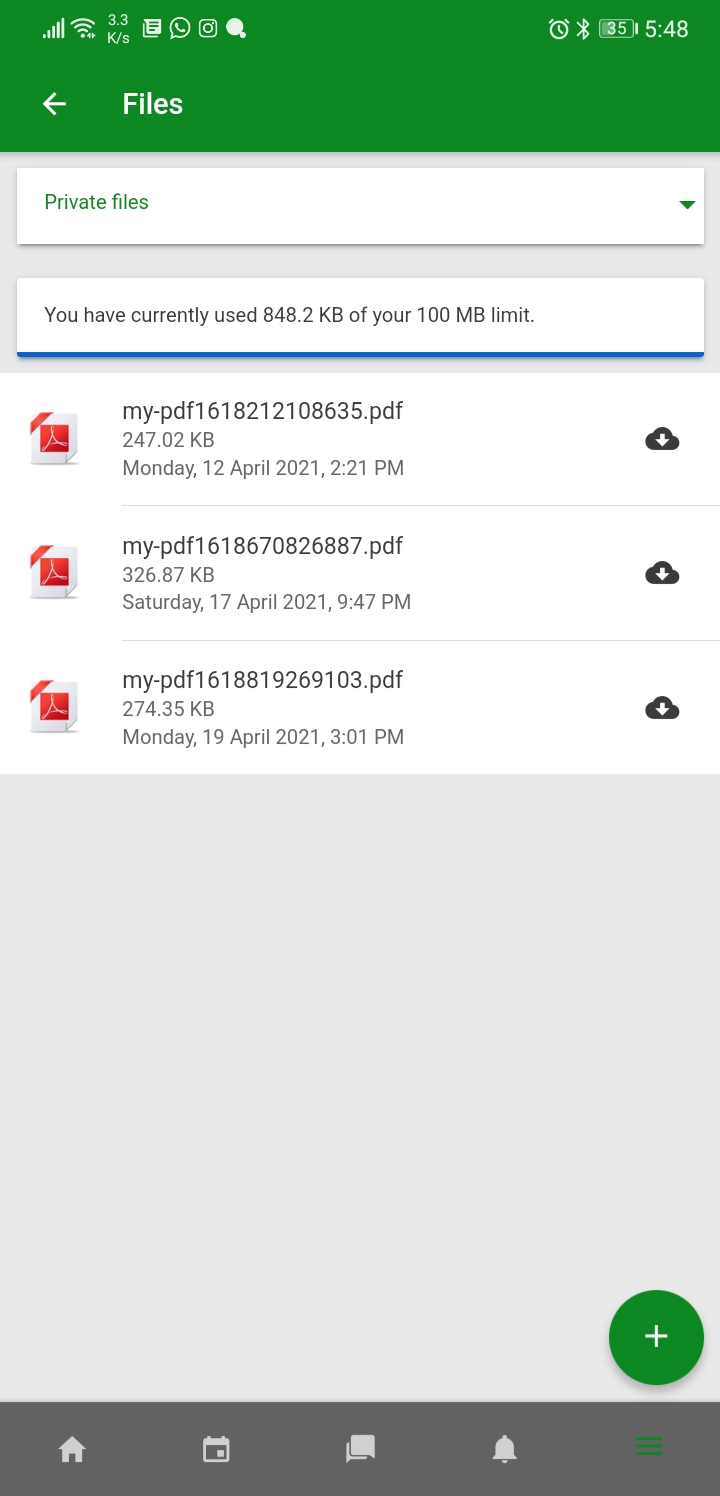 3.3
K/s
35
5:48
Files
Private files
You have currently used 848.2 KB of your 100 MB limit.
my-pdf1618212108635.pdf
247.02 KB
Monday, 12 April 2021, 2:21 PM
my-pdf1618670826887.pdf
326.87 KB
Saturday, 17 April 2021, 9:47 PM
my-pdf1618819269103.pdf
274.35 KB
Monday, 19 April 2021, 3:01 PM